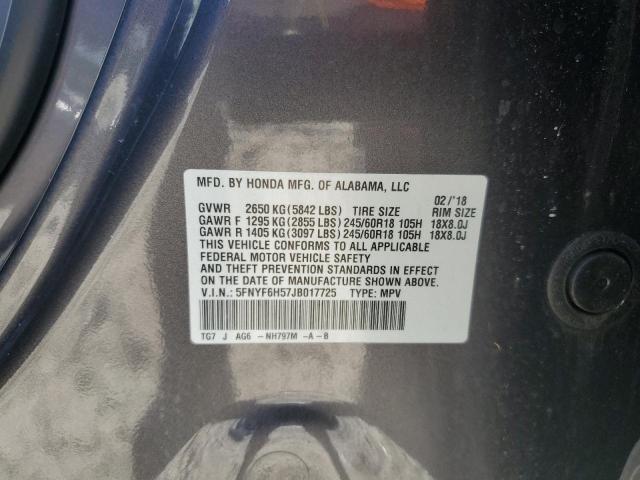 MFD. BY HONDA MFG. OF ALABAMA, LLC 02/'18
GVWR 2650 KG(5842 LBS) TIRE SIZE RIM SIZE
GAWR F 1295 KG(2855 LBS)245/60R18 105H 18X8.0J
GAWR R 1405 KG(3097 LBS)245/60R18 105H 18X8.0J
THIS VEHICLE CONFORMS TO ALL APPLICABLE
FEDERAL MOTOR VEHICLE SAFETY
AND THEFT PREVENTION STANDARDS IN EFFECT
ON THE DATE OF MANUFACTURE SHOWN ABOVE.
V.I.N.: 5FNYF6H57JB017725 TYPE: MPV
TG7 J AG6 -NH797M -A-B